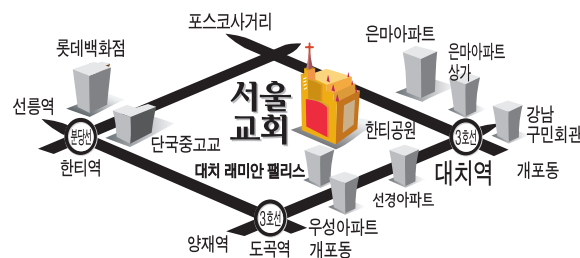 포스코사거리
은마아파트
롯데백화점
은마아파트
상가
선릉역
서울
교회
강남
구민회관
분당선
단국중고교
한티공원
3호선
한티역
대치 래미안 팰리스
대치역
개포동
선경아파트
3호선
우성아파트
양재역
도곡역
개포동